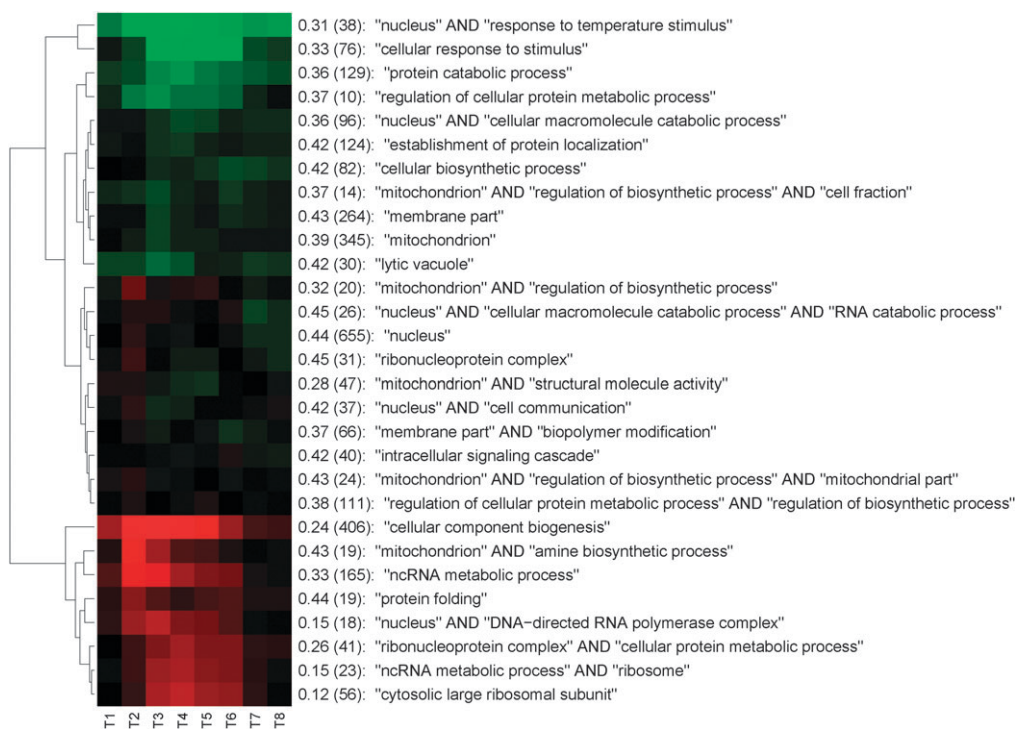 0.31 (38): "nucleus" AND "response to temperature stimulus"
0.33 (76): "cellular response to stimulus"
0.36 (129): "protein catabolic process"
0.37 (10): "regulation of cellular protein metabolic process"
0.36 (96): "nucleus" AND "cellular macromolecule catabolic process"
0.42 (124): "establishment of protein localization"
0.42 (82): "cellular biosynthetic process"
0.37 (14): "mitochondrion" AND "regulation of biosynthetic process" AND "cell fraction"
0.43 (264): "membrane part"
0.39 (345): "mitochondrion"
0.42 (30): "lytic vacuole"
0.32 (20): "mitochondrion" AND "regulation of biosynthetic process"
0.45 (26): "nucleus" AND "cellular macromolecule catabolic process" AND "RNA catabolic process"
0.44 (655): "nucleus"
0.45 (31): "ribonucleoprotein complex"
0.28 (47): "mitochondrion" AND "structural molecule activity"
0.42 (37): "nucleus" AND "cell communication"
0.37 (66): "membrane part" AND "biopolymer modification"
0.42 (40): "intracellular signaling cascade"
0.43 (24): "mitochondrion" AND "regulation of biosynthetic process" AND "mitochondrial part"
0.38 (111): "regulation of cellular protein metabolic process" AND "regulation of biosynthetic process"
0.24 (406): "cellular component biogenesis"
0.43 (19): "mitochondrion" AND "amine biosynthetic process"
0.33 (165): "ncRNA metabolic process"
0.44 (19): "protein folding"
0.15 (18): "nucleus" AND "DNA−directed RNA polymerase complex"
0.26 (41): "ribonucleoprotein complex" AND "cellular protein metabolic process"
0.15 (23): "ncRNA metabolic process" AND "ribosome"
0.12 (56): "cytosolic large ribosomal subunit"
T1 T2 T3 T4 T5 T6 T7 T8